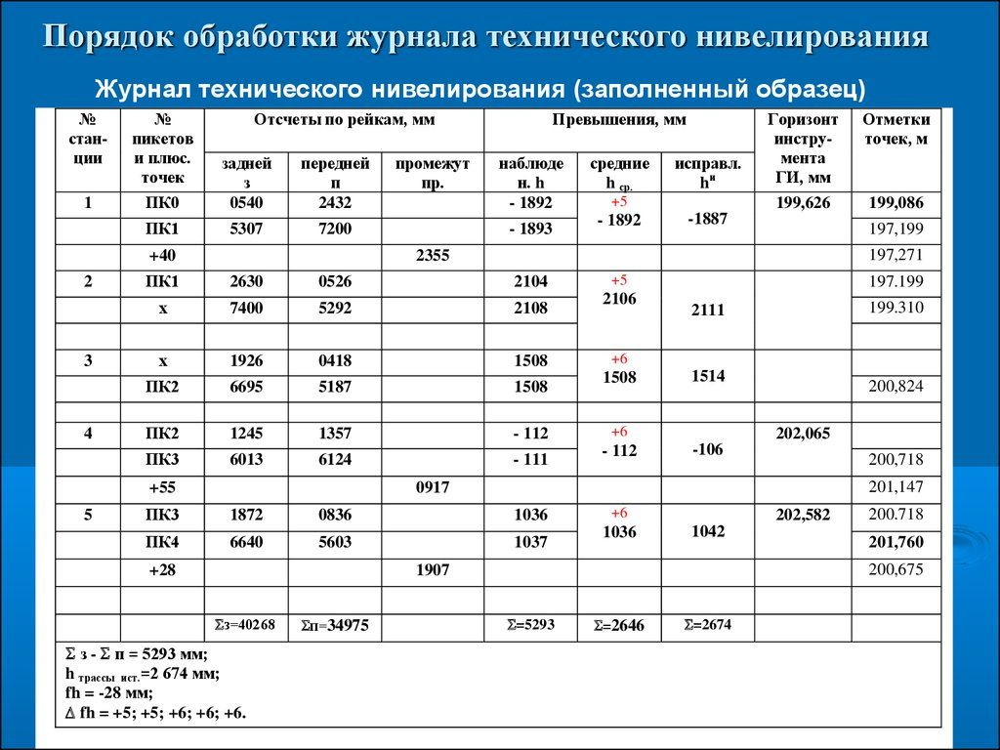 Порядок обработки журнала технического нивелирования
Журнал технического нивелирования (заполненный образец)
№ стан- ции № пикетов и плюс. точек Отсчеты по рейкам, мм Превышения, мм Горизонт инстру- мента ГИ, мм Отметки точек, м
задней з передней п промежут пр. наблюде н. h средние h ср. исправл. hи
1 ПК0 0540 2432 - 1892 +5 - 1892 -1887 199,626 199,086
ПК1 5307 7200 - 1893 197,199
+40 2355 197,271
2 ПК1 2630 0526 2104 +5 2106 2111 197.199
х 7400 5292 2108 199.310
3 х 1926 0418 1508 +6 1508 1514
ПК2 6695 5187 1508 200,824
4 ПК2 1245 1357 - 112 +6 - 112 -106 202,065
ПК3 6013 6124 - 111 200,718
+55 0917 201,147
5 ПК3 1872 0836 1036 +6 1036 1042 202,582 200.718
ПК4 6640 5603 1037 201,760
+28 1907 200,675
Σз=40268 Σп=34975 Σ=5293 Σ=2646 Σ=2674
Σ з - Σ п = 5293 мм;
h трассы ист.=2 674 мм;
fh = -28 мм;
Δ fh = +5; +5; +6; +6; +6.